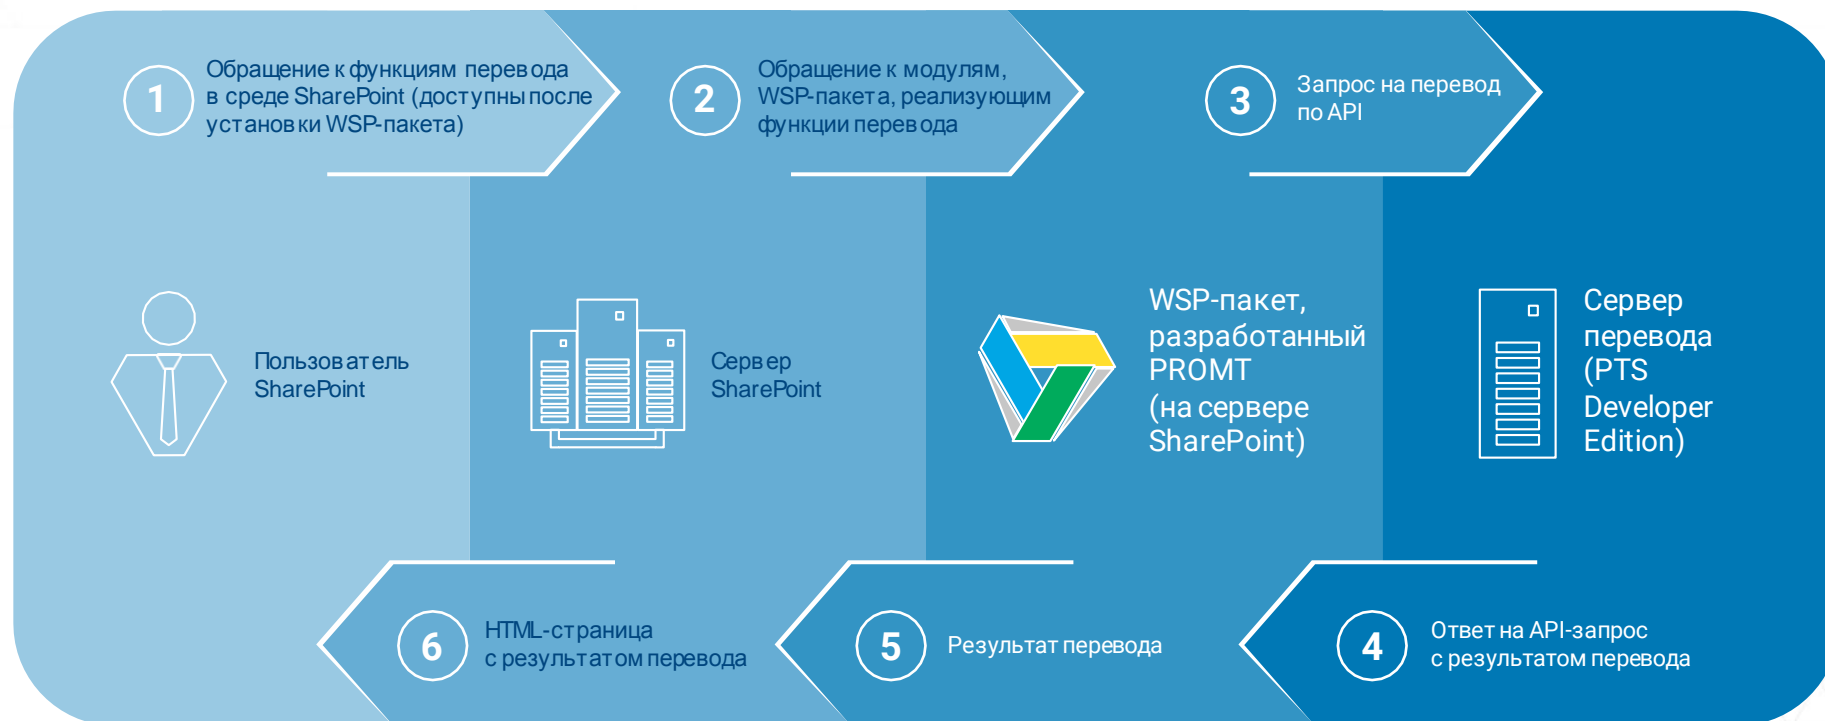 1
Обращение к функциям перевода
в среде SharePoint (доступны после
установки WSP-пакета)
2
Обращение к модулям,
WSP-пакета, реализующим
функции перевода
3
Запрос на перевод
по API
Пользователь
SharePoint
Сервер
SharePoint
WSP-пакет,
разработанный
PROMT
(на сервере
SharePoint)
Сервер
перевода
(PTS
Developer
Edition)
6
HTML-страница
с результатом перевода
5
Результат перевода
4
Ответ на API-запрос
с результатом перевода